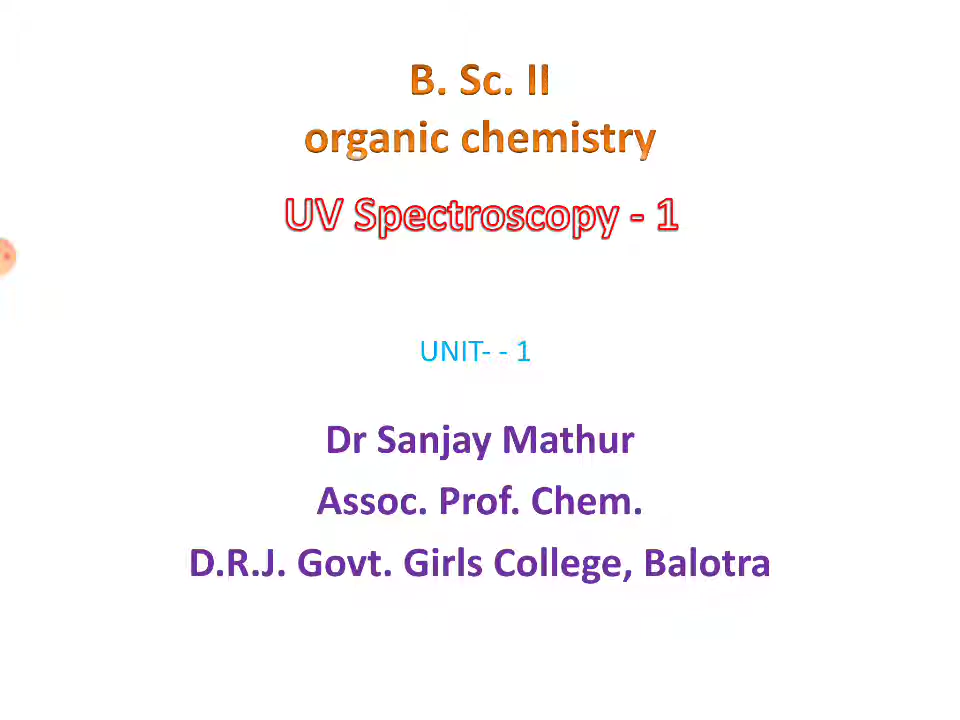 B. Sc. II
organic chemistry
UV Spectroscopy - 1
UNIT- - 1
Dr Sanjay Mathur
Assoc. Prof. Chem.
D.R.J. Govt. Girls College, Balotra